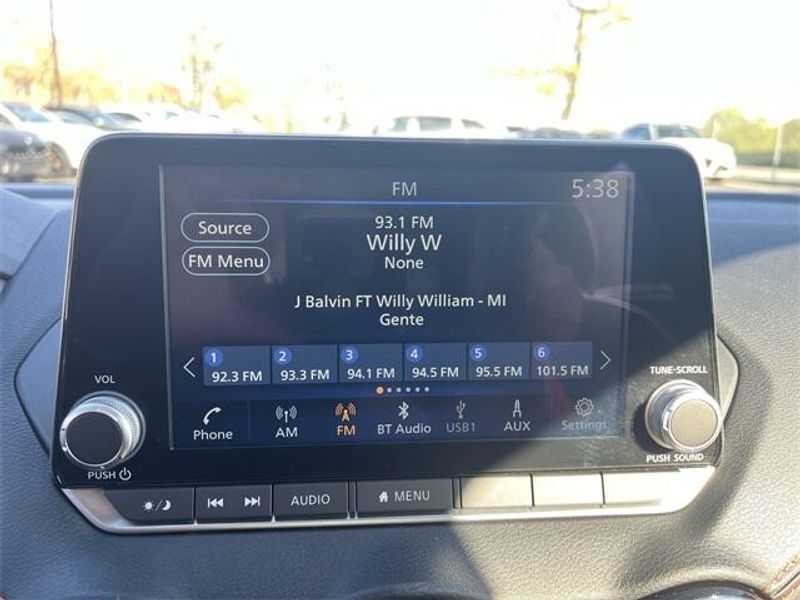 FM 5:38
Source
93.1 FM
Willy W
FM Menu
None
J Balvin FT Willy William - MI
Gente
1 2 3 4 5 6
92.3 FM 93.3 FM 94.1 FM 94.5 FM 95.5 FM 101.5 FM
VOL
TUNE-SCROLL
Phone AM FM BT Audio USB1 AUX Settings
PUSH
PUSH SOUND
AUDIO MENU